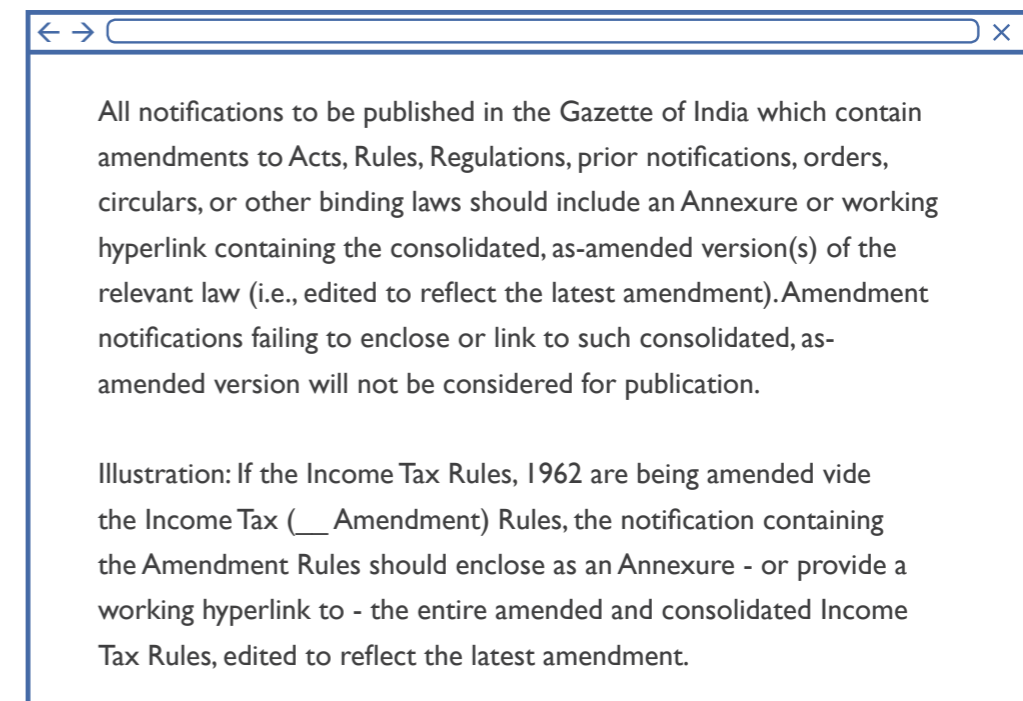 All notifications to be published in the Gazette of India which contain
amendments to Acts, Rules, Regulations, prior notifications, orders,
circulars, or other binding laws should include an Annexure or working
hyperlink containing the consolidated, as-amended version(s) of the
relevant law (i.e., edited to reflect the latest amendment). Amendment
notifications failing to enclose or link to such consolidated, as-
amended version will not be considered for publication.
Illustration: If the Income Tax Rules, 1962 are being amended vide
the Income Tax (__ Amendment) Rules, the notification containing
the Amendment Rules should enclose as an Annexure - or provide a
working hyperlink to - the entire amended and consolidated Income
Tax Rules, edited to reflect the latest amendment.